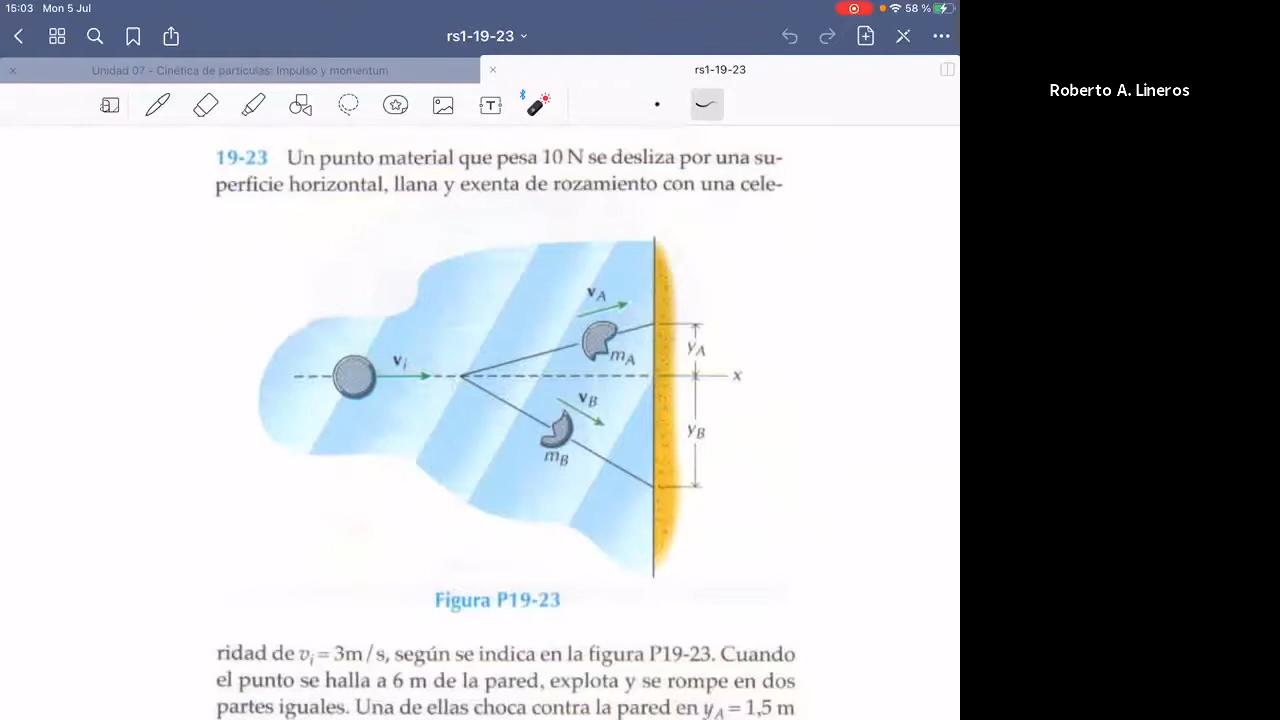 15:03 Mon 5 Jul
58 %
rs1-19-23
Unidad 07 - Cinética de partículas: Impulso y momentum
rs1-19-23
Roberto A. Lineros
19-23 Un punto material que pesa 10 N se desliza por una su-
perficie horizontal, llana y exenta de rozamiento con una cele-
vA
yA
mA
vi
x
vB
yB
mB
Figura P19-23
ridad de vi = 3m/s, según se indica en la figura P19-23. Cuando
el punto se halla a 6 m de la pared, explota y se rompe en dos
partes iguales. Una de ellas choca contra la pared en yA = 1,5 m